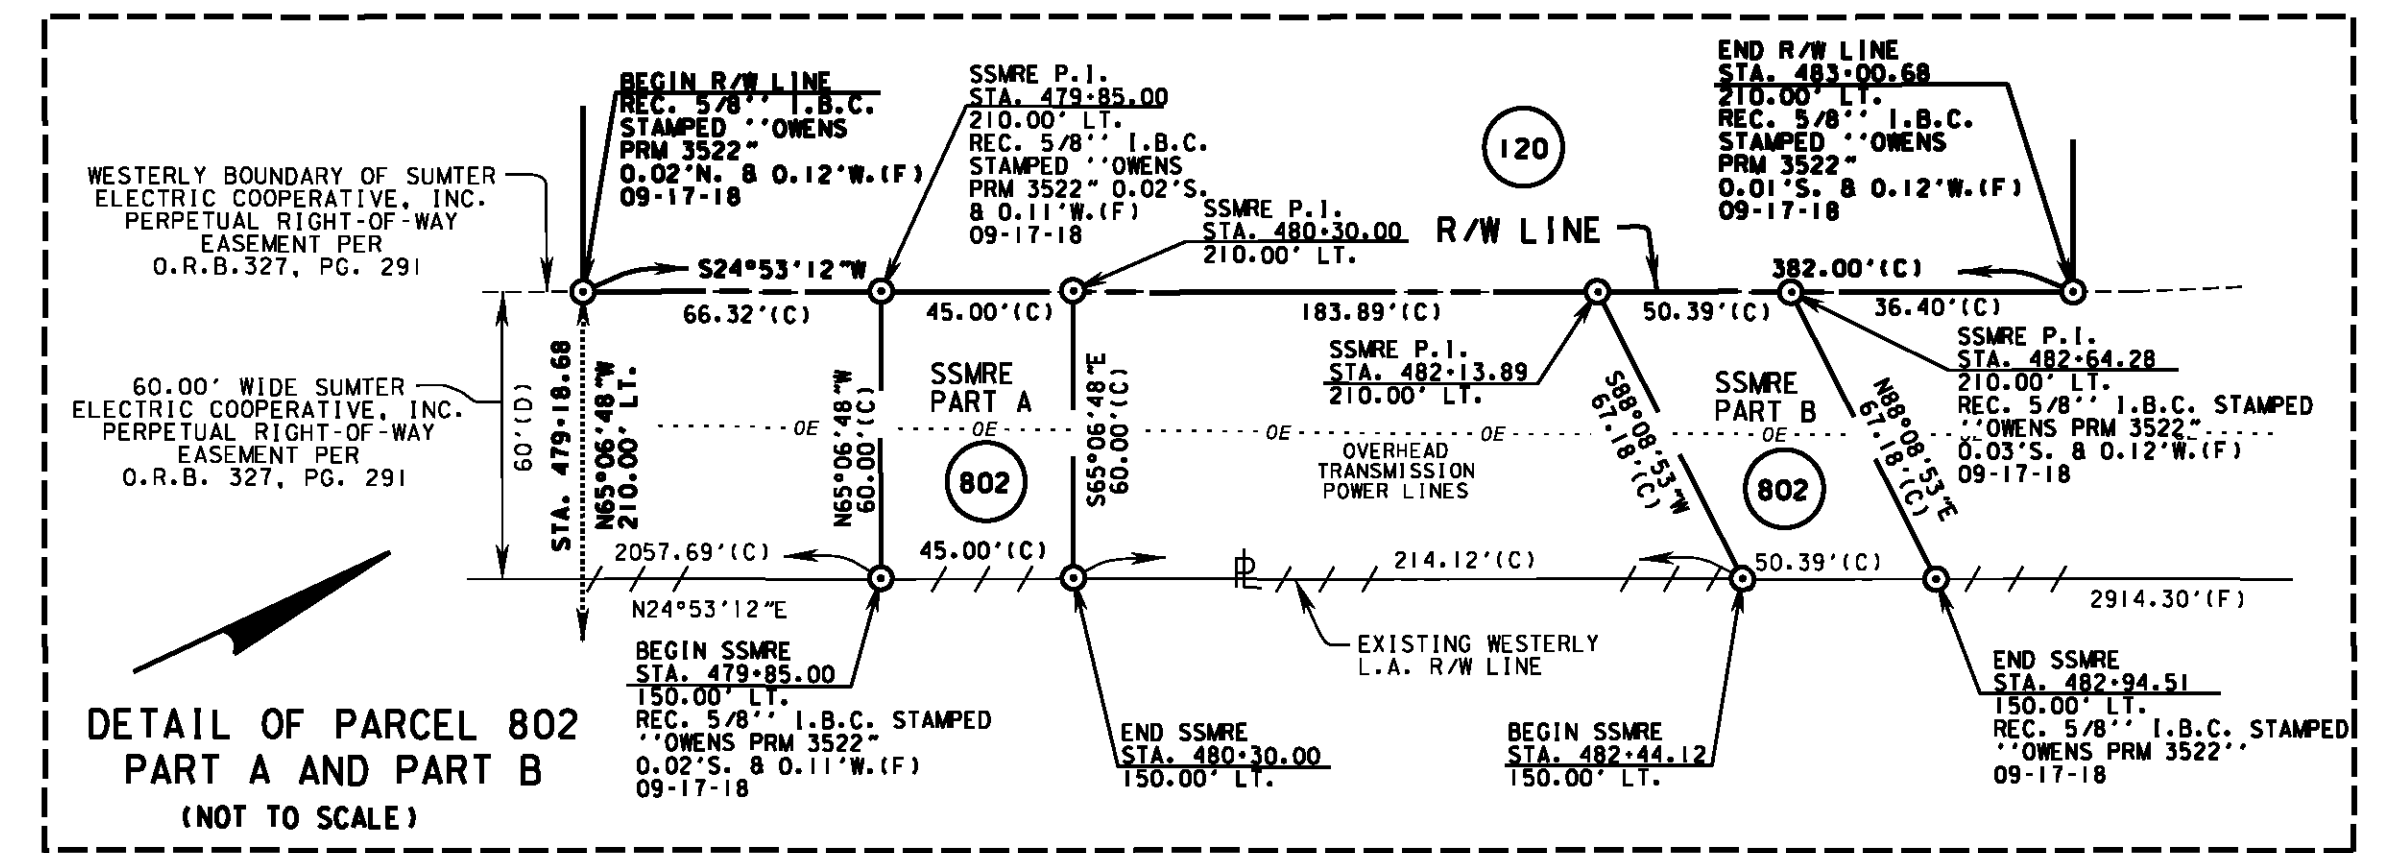 BEGIN R/W LINE
REC. 5/8'' I.B.C.
STAMPED ''OWENS
PRM 3522"
0.02'N. & 0.12'W.(F)
09-17-18
SSMRE P.I.
STA. 479+85.00
210.00' LT.
REC. 5/8'' I.B.C.
STAMPED ''OWENS
PRM 3522" 0.02'S.
& 0.11'W.(F)
09-17-18
SSMRE P.I.
STA. 480+30.00
210.00' LT.
120
R/W LINE
END R/W LINE
STA. 483+00.68
210.00' LT.
REC. 5/8'' I.B.C.
STAMPED ''OWENS
PRM 3522"
0.01'S. & 0.12'W.(F)
09-17-18
WESTERLY BOUNDARY OF SUMTER
ELECTRIC COOPERATIVE, INC.
PERPETUAL RIGHT-OF-WAY
EASEMENT PER
O.R.B.327, PG. 291
S24°53'12"W
382.00'(C)
66.32'(C)
45.00'(C)
183.89'(C)
50.39'(C)
36.40'(C)
60.00' WIDE SUMTER
ELECTRIC COOPERATIVE, INC.
PERPETUAL RIGHT-OF-WAY
EASEMENT PER
O.R.B. 327, PG. 291
60'(D)
STA. 479+18.68
N65°06'48"W
210.00' LT.
N65°06'48"W
60.00'(C)
SSMRE
PART A
802
S65°06'48"E
60.00'(C)
SSMRE P.I.
STA. 482+13.89
210.00' LT.
S88°08'53"W
67.18'(C)
SSMRE
PART B
802
N88°08'53"E
67.18'(C)
SSMRE P.I.
STA. 482+64.28
210.00' LT.
REC. 5/8'' I.B.C. STAMPED
''OWENS PRM 3522"
0.03'S. & 0.12'W.(F)
09-17-18
OE OE OE OE OE
OVERHEAD
TRANSMISSION
POWER LINES
2057.69'(C)
45.00'(C)
PL
214.12'(C)
50.39'(C)
N24°53'12"E
2914.30'(F)
EXISTING WESTERLY
L.A. R/W LINE
BEGIN SSMRE
STA. 479+85.00
150.00' LT.
REC. 5/8'' I.B.C. STAMPED
''OWENS PRM 3522"
0.02'S. & 0.11'W.(F)
09-17-18
END SSMRE
STA. 480+30.00
150.00' LT.
BEGIN SSMRE
STA. 482+44.12
150.00' LT.
END SSMRE
STA. 482+94.51
150.00' LT.
REC. 5/8'' I.B.C. STAMPED
''OWENS PRM 3522''
09-17-18
DETAIL OF PARCEL 802
PART A AND PART B
(NOT TO SCALE)